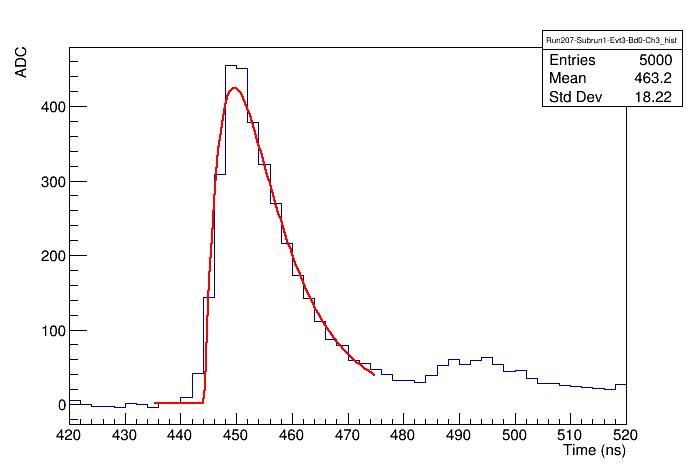 Run207-Subrun1-Evt3-Bd0-Ch3_hist
Entries 5000
Mean 463.2
Std Dev 18.22
ADC
400
300
200
100
0
420 430 440 450 460 470 480 490 500 510 520
Time (ns)